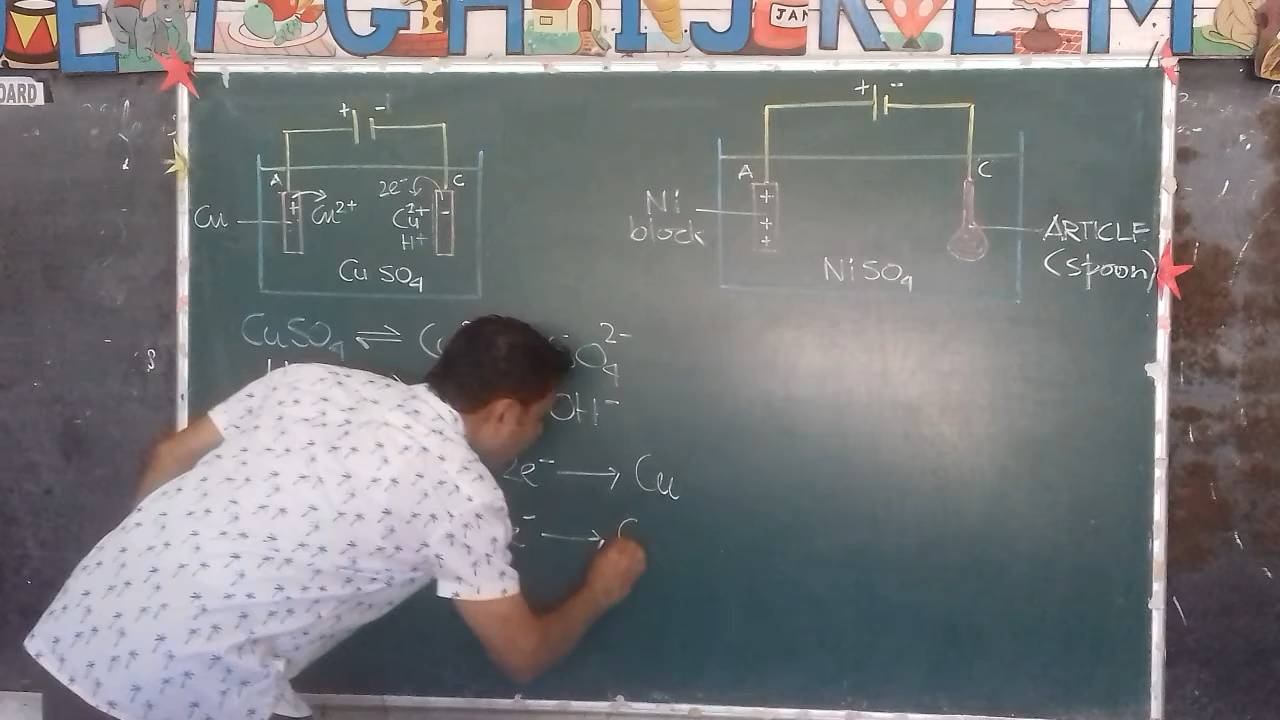 E F G H I J K L M
JAM
OARD
+ -
A C
+ Cu²⁺
2e⁻
Cu²⁺
H⁺
-
Cu
CuSO₄
+ -
A C
+
+
+
Ni
block
NiSO₄
ARTICLE
(spoon)
CuSO₄ ⇌ SO₄²⁻
OH⁻
2e⁻ → Cu
e⁻ →